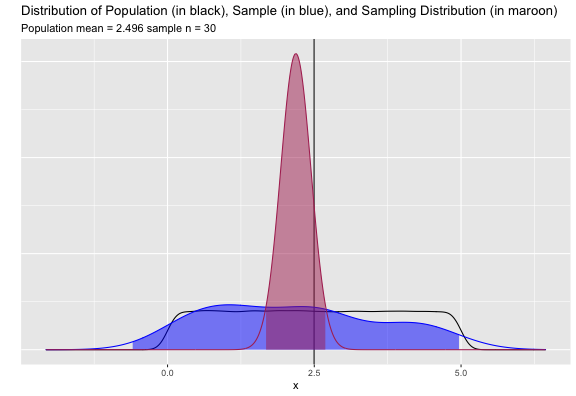 Distribution of Population (in black), Sample (in blue), and Sampling Distribution (in maroon)
Population mean = 2.496 sample n = 30
0.0 2.5 5.0
x